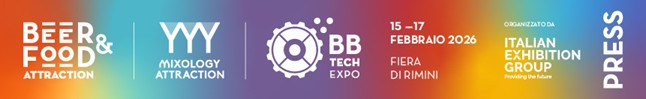 BEER&
FOOD
ATTRACTION
MIXOLOGY
ATTRACTION
BB
TECH
EXPO
15 – 17
FEBBRAIO 2026
FIERA
DI RIMINI
ORGANIZZATO DA
ITALIAN
EXHIBITION
GROUP
Providing the future
PRESS